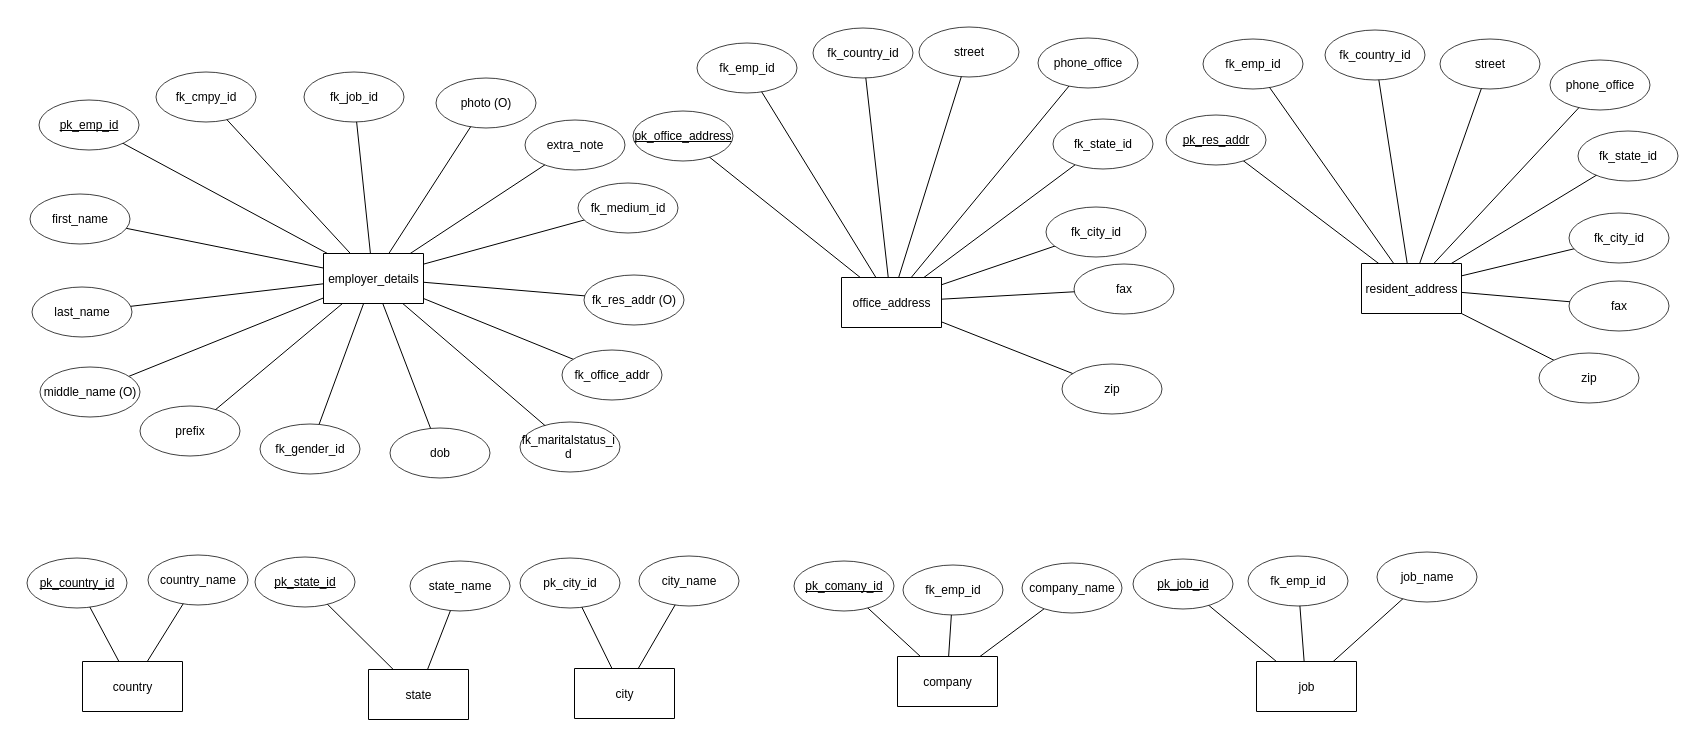 pk_emp_id
fk_cmpy_id
fk_job_id
photo (O)
extra_note
fk_medium_id
fk_res_addr (O)
fk_office_addr
fk_maritalstatus_i
d
dob
fk_gender_id
prefix
middle_name (O)
last_name
first_name
employer_details
pk_office_address
fk_emp_id
fk_country_id
street
phone_office
fk_state_id
fk_city_id
fax
zip
office_address
pk_res_addr
fk_emp_id
fk_country_id
street
phone_office
fk_state_id
fk_city_id
fax
zip
resident_address
pk_country_id
country_name
country
pk_state_id
state_name
state
pk_city_id
city_name
city
pk_comany_id
fk_emp_id
company_name
company
pk_job_id
fk_emp_id
job_name
job